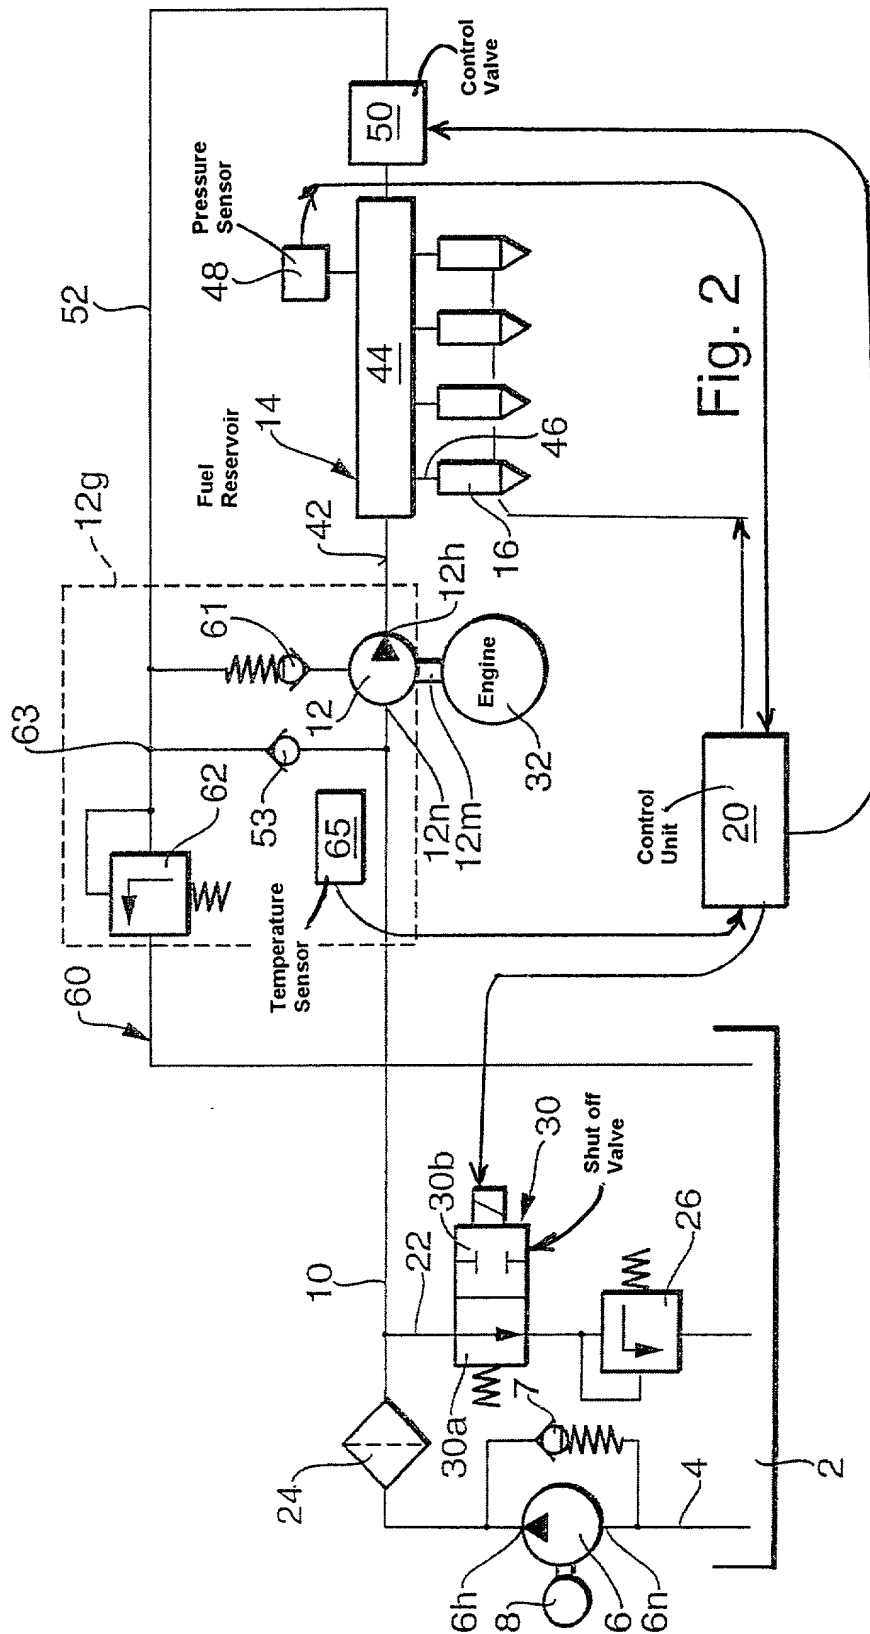 52
12g
63
62
60
61
53
12
65
Temperature
Sensor
12n
12m
12h
Engine
32
42
Fuel
Reservoir
14
44
Pressure
Sensor
48
50
Control
Valve
46
16
Fig. 2
Control
Unit
20
10
22
24
30a
30b
30
Shut off
Valve
26
7
6h
8
6
6n
4
2